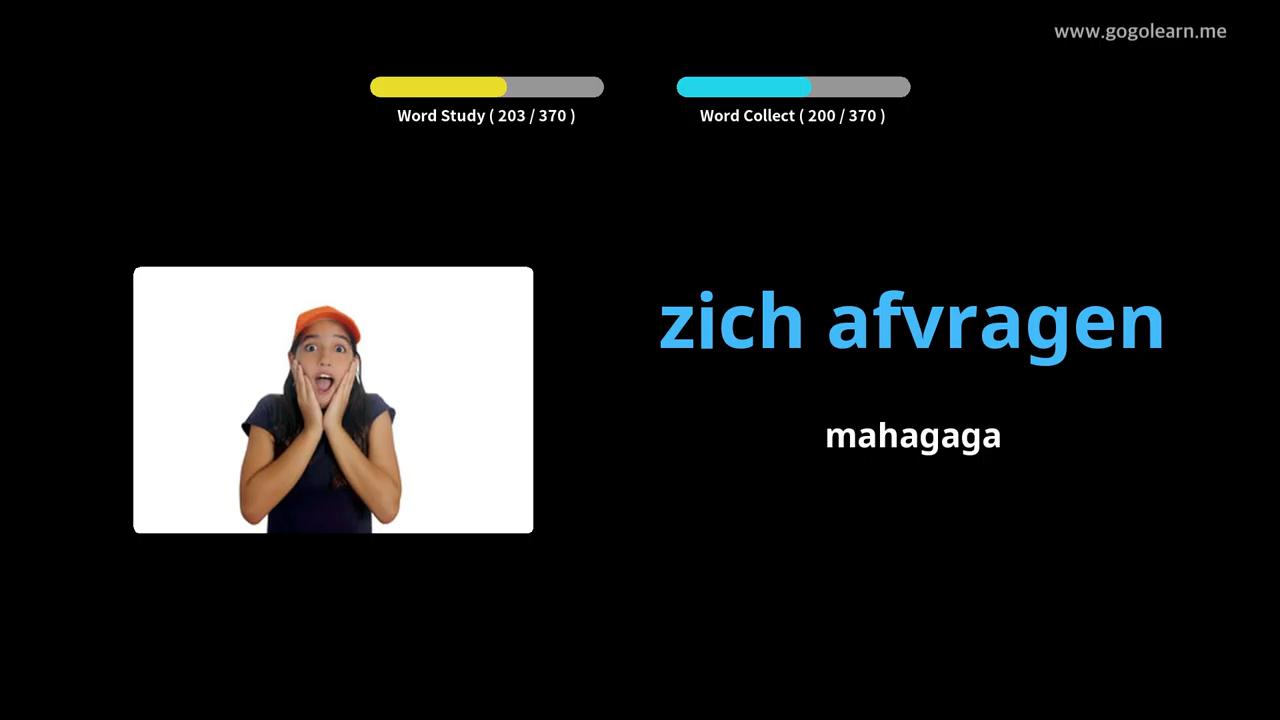 www.gogolearn.me
Word Study ( 203 / 370 )
Word Collect ( 200 / 370 )
zich afvragen
mahagaga